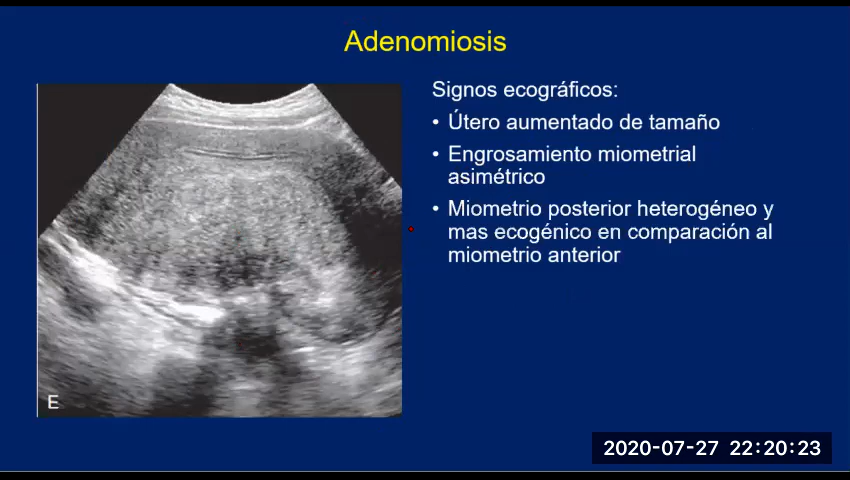 Adenomiosis
Signos ecográficos:
• Útero aumentado de tamaño
• Engrosamiento miometrial
asimétrico
• Miometrio posterior heterogéneo y
mas ecogénico en comparación al
miometrio anterior
E
2020-07-27 22:20:23